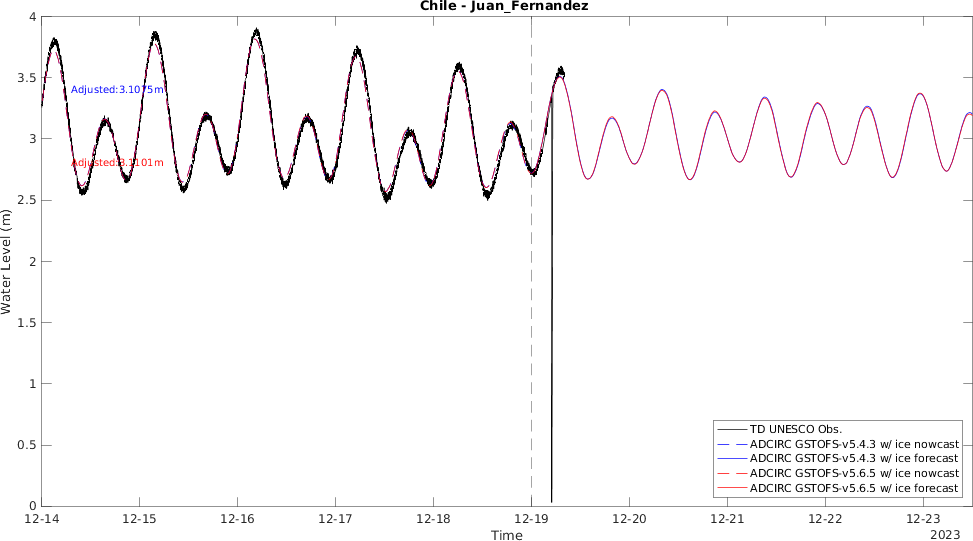 Chile - Juan_Fernandez
4
3.5
3
2.5
2
1.5
1
0.5
0
Water Level (m)
Adjusted:3.1075m
Adjusted:3.1101m
TD UNESCO Obs.
ADCIRC GSTOFS-v5.4.3 w/ ice nowcast
ADCIRC GSTOFS-v5.4.3 w/ ice forecast
ADCIRC GSTOFS-v5.6.5 w/ ice nowcast
ADCIRC GSTOFS-v5.6.5 w/ ice forecast
12-14 12-15 12-16 12-17 12-18 12-19 12-20 12-21 12-22 12-23
Time
2023